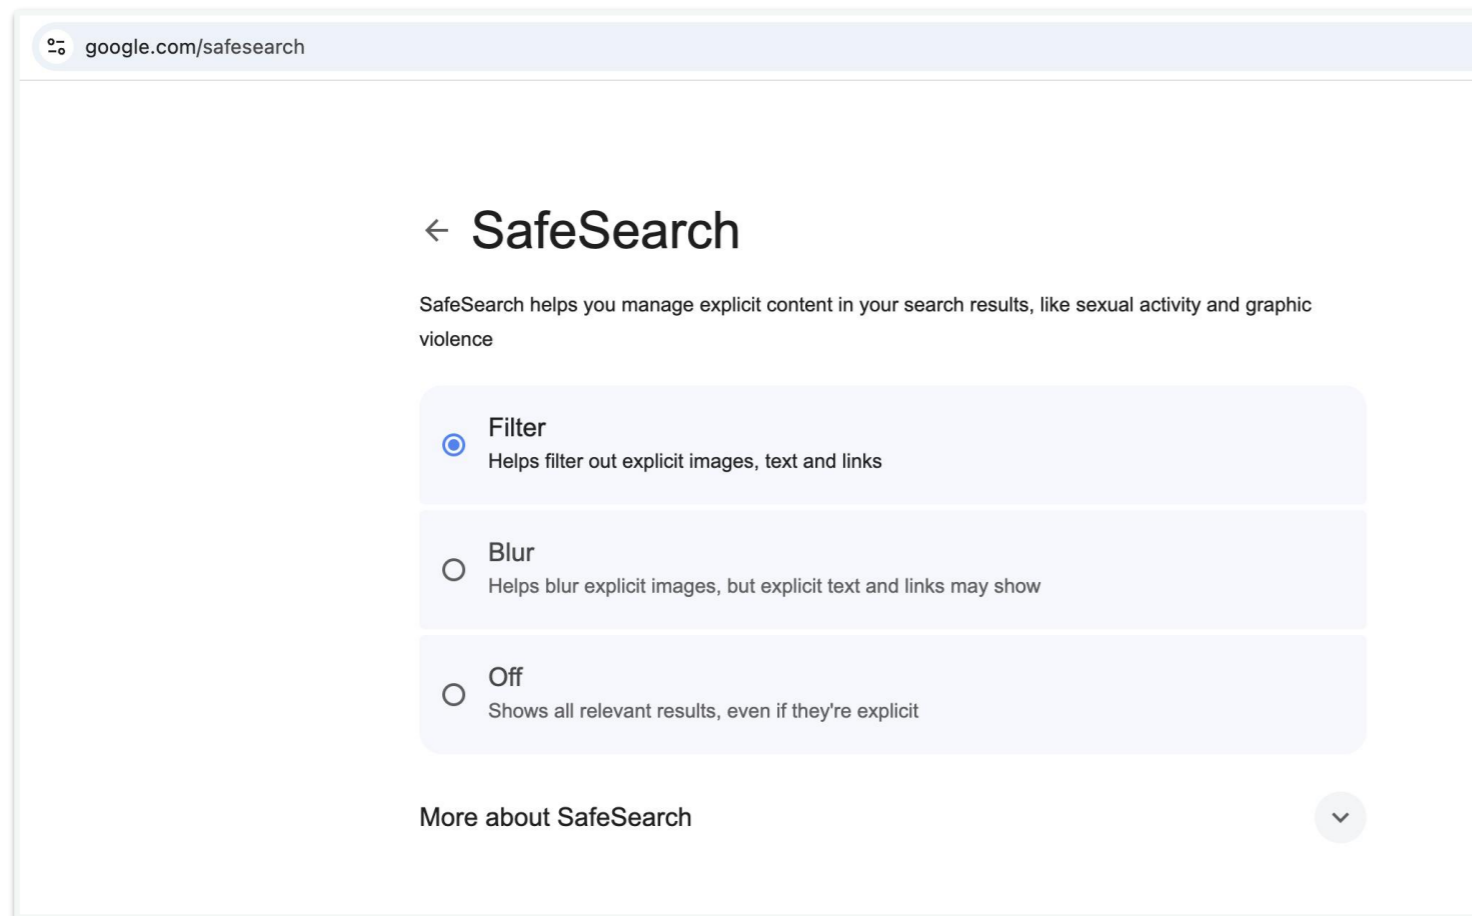 google.com/safesearch
SafeSearch
SafeSearch helps you manage explicit content in your search results, like sexual activity and graphic
violence
Filter
Helps filter out explicit images, text and links
Blur
Helps blur explicit images, but explicit text and links may show
Off
Shows all relevant results, even if they're explicit
More about SafeSearch